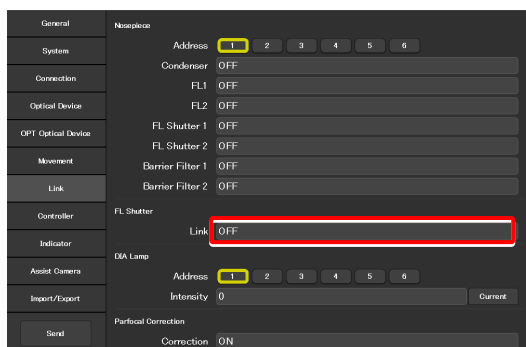 General
System
Connection
Optical Device
OPT Optical Device
Movement
Link
Controller
Indicator
Assist Camera
Import/Export
Send
Nosepiece
Address 1 2 3 4 5 6
Condenser OFF
FL1 OFF
FL2 OFF
FL Shutter 1 OFF
FL Shutter 2 OFF
Barrier Filter 1 OFF
Barrier Filter 2 OFF
FL Shutter
Link OFF
DIA Lamp
Address 1 2 3 4 5 6
Intensity 0 Current
Parfocal Correction
Correction ON